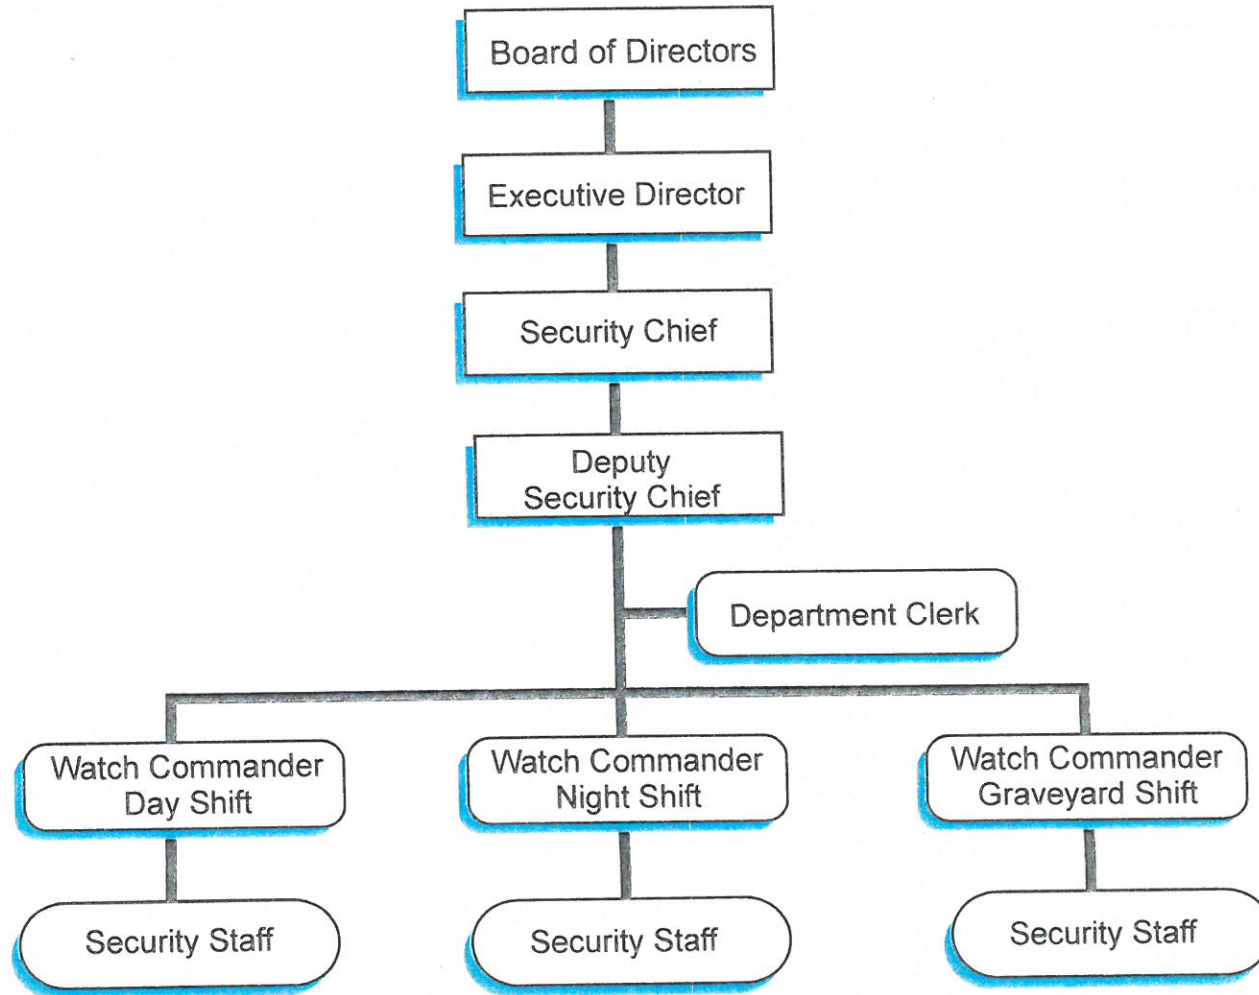 Board of Directors
Executive Director
Security Chief
Deputy
Security Chief
Department Clerk
Watch Commander
Day Shift
Watch Commander
Night Shift
Watch Commander
Graveyard Shift
Security Staff
Security Staff
Security Staff